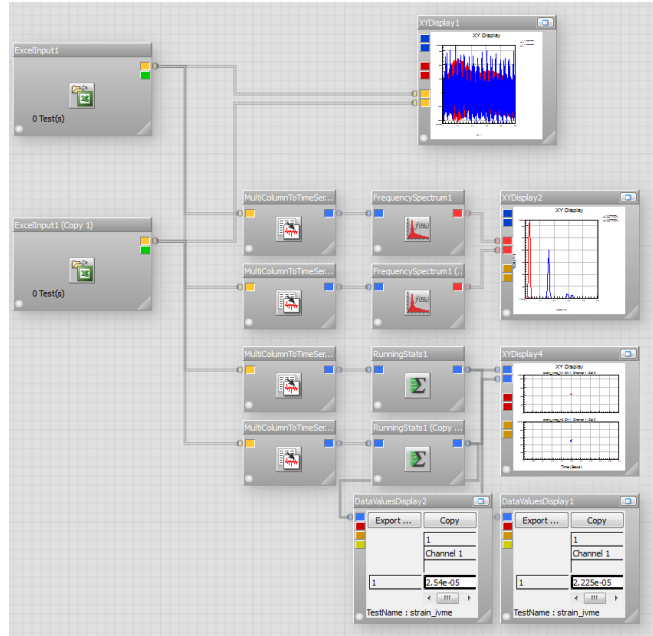 XYDisplay1
XY Display
ExcelInput1
0 Test(s)
MultiColumnToTimeSer...
FrequencySpectrum1
XYDisplay2
XY Display
ExcelInput1 (Copy 1)
0 Test(s)
MultiColumnToTimeSer...
FrequencySpectrum1 (...
MultiColumnToTimeSer...
RunningStats1
XYDisplay4
XY Display
MultiColumnToTimeSer...
RunningStats1 (Copy ...
Time (Secs)
DataValuesDisplay2
Export ...
Copy
1
Channel 1
1
2.54e-05
TestName : strain_ivme
DataValuesDisplay1
Export ...
Copy
1
Channel 1
1
2.225e-05
TestName : strain_ivme